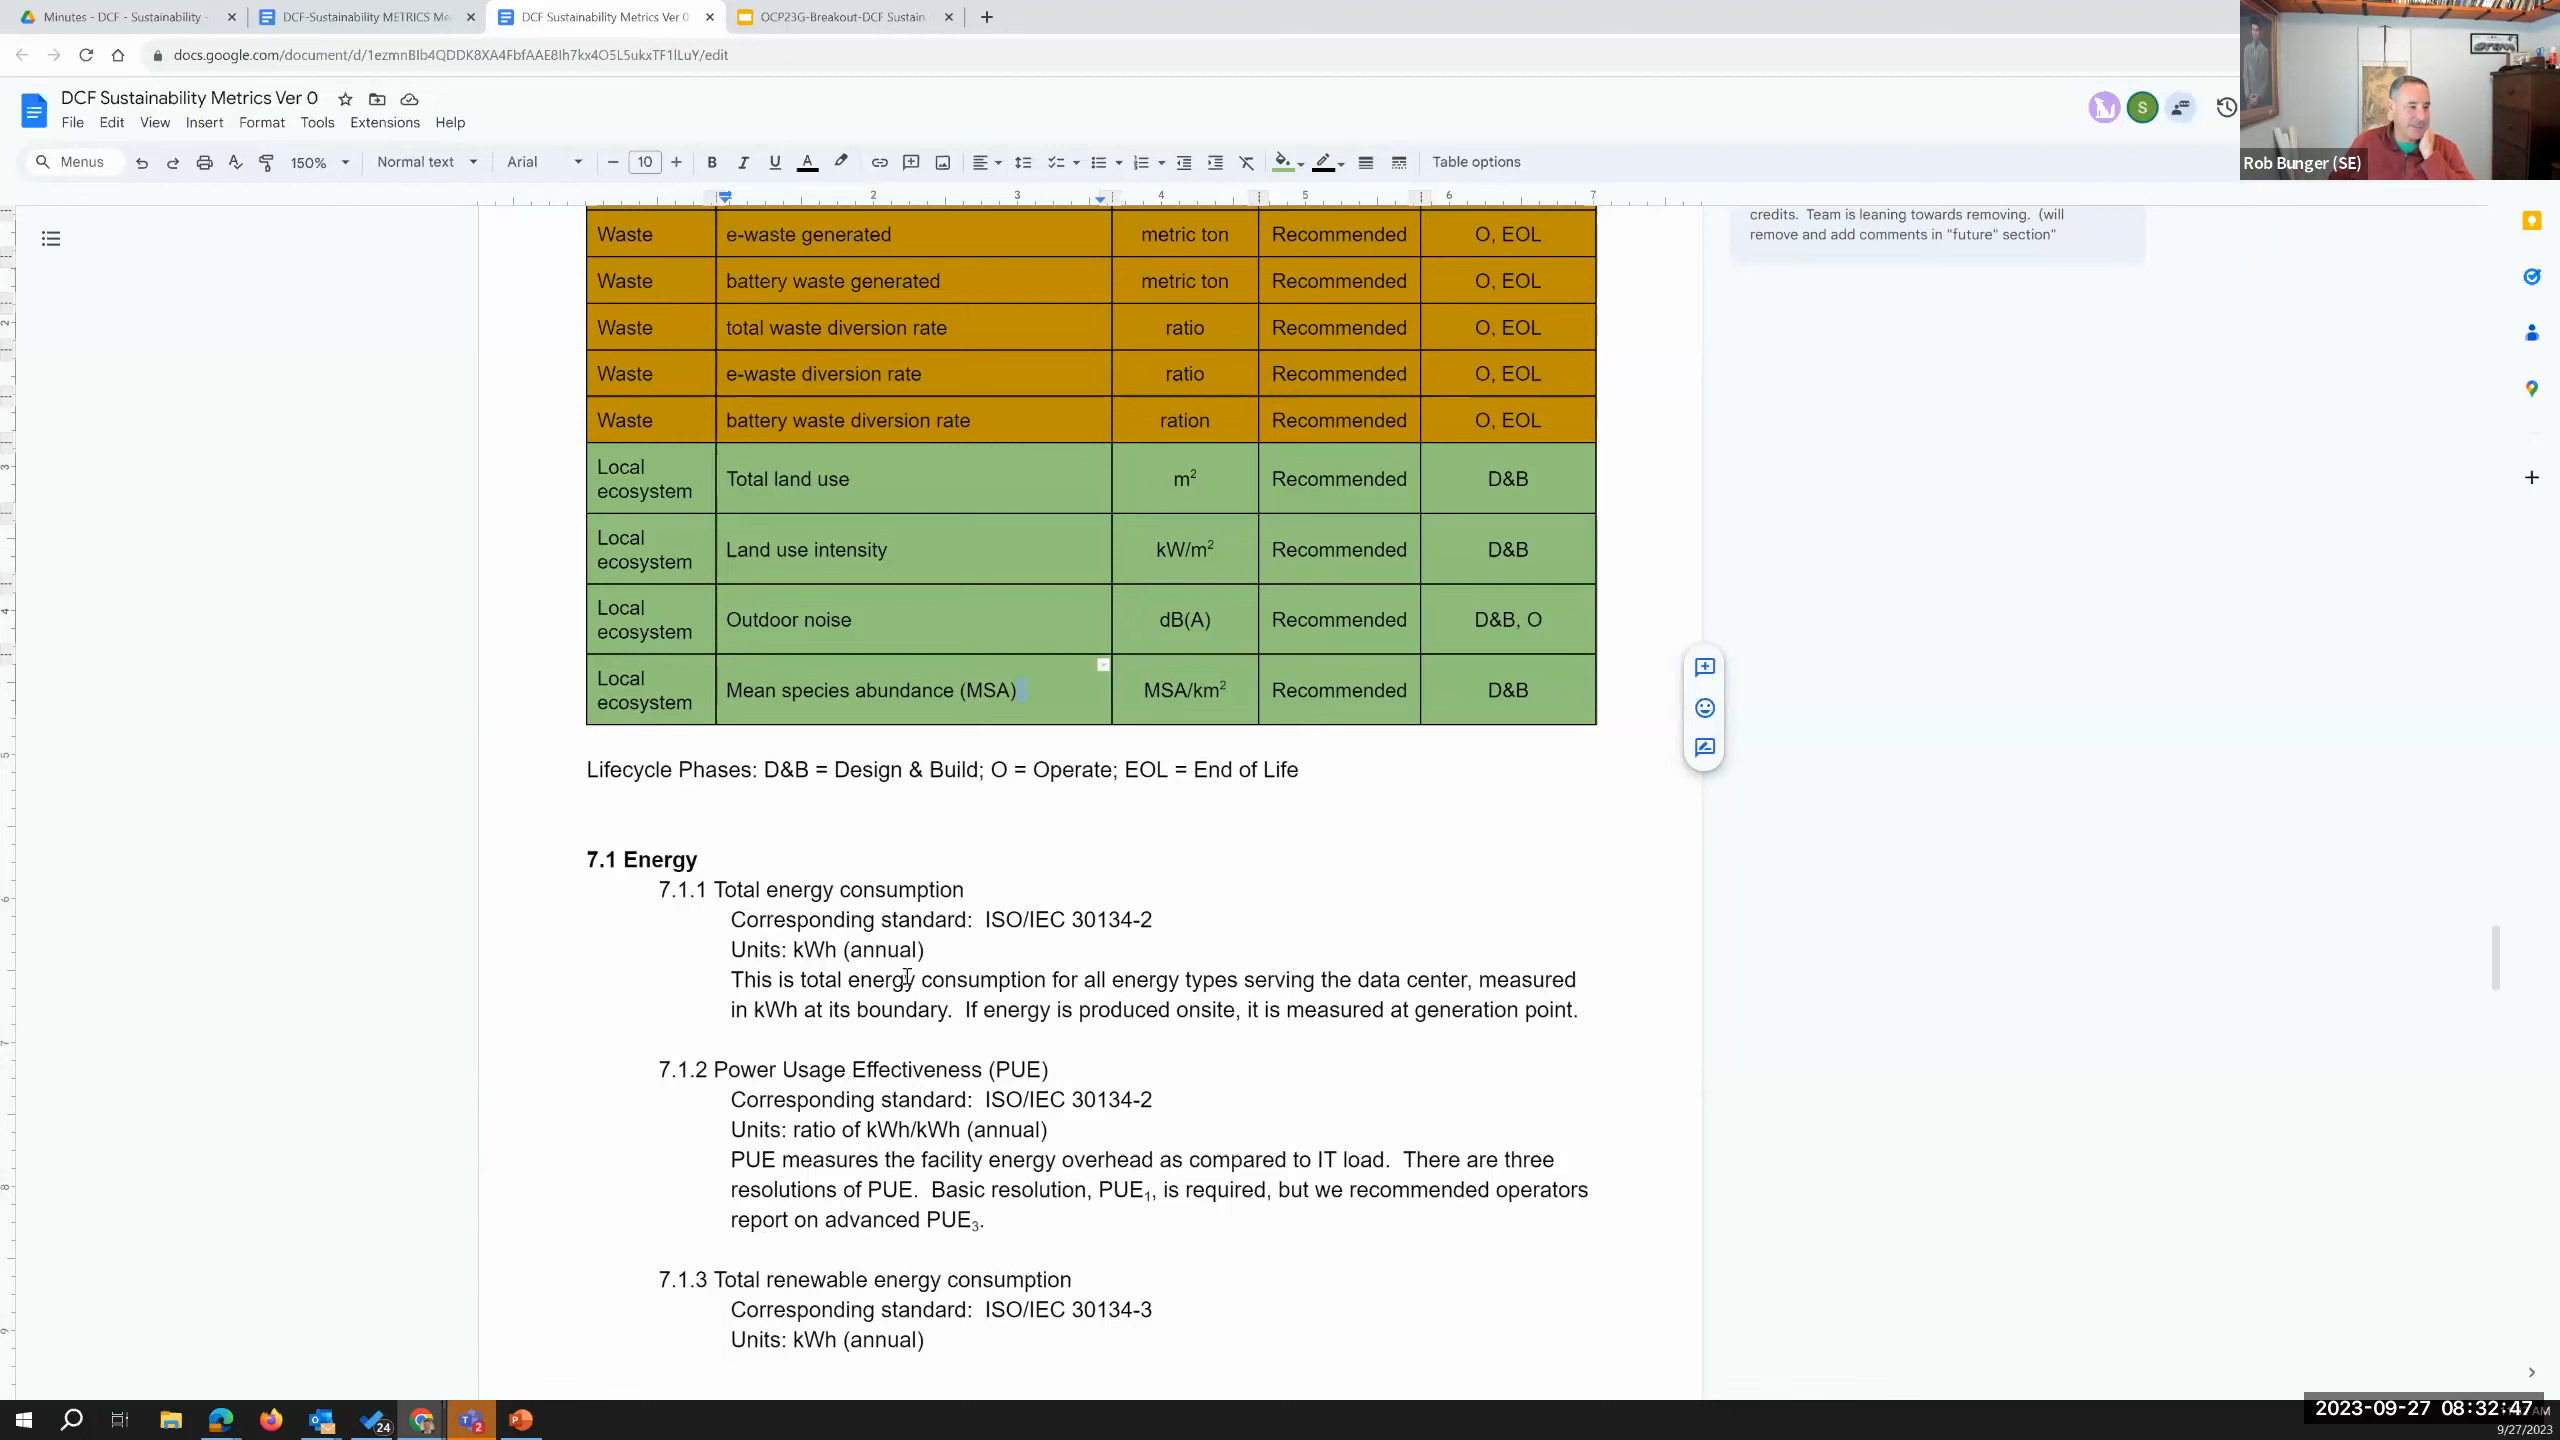 Minutes - DCF - Sustainability -
DCF-Sustainability METRICS Me
DCF Sustainability Metrics Ver 0
OCP23G-Breakout-DCF Sustain
docs.google.com/document/d/1ezmnBIb4QDDK8XA4FbfAAE8Ih7kx4O5L5ukxTF1lLuY/edit
DCF Sustainability Metrics Ver 0
File Edit View Insert Format Tools Extensions Help
S
Menus 150% Normal text Arial 10 Table options
Rob Bunger (SE)
2 3 4 5 6 7
credits. Team is leaning towards removing. (will
remove and add comments in "future" section"
Waste e-waste generated metric ton Recommended O, EOL
Waste battery waste generated metric ton Recommended O, EOL
Waste total waste diversion rate ratio Recommended O, EOL
Waste e-waste diversion rate ratio Recommended O, EOL
Waste battery waste diversion rate ration Recommended O, EOL
Local ecosystem Total land use m² Recommended D&B
Local ecosystem Land use intensity kW/m² Recommended D&B
Local ecosystem Outdoor noise dB(A) Recommended D&B, O
Local ecosystem Mean species abundance (MSA) MSA/km² Recommended D&B
Lifecycle Phases: D&B = Design & Build; O = Operate; EOL = End of Life
7.1 Energy
7.1.1 Total energy consumption
Corresponding standard: ISO/IEC 30134-2
Units: kWh (annual)
This is total energy consumption for all energy types serving the data center, measured
in kWh at its boundary. If energy is produced onsite, it is measured at generation point.
7.1.2 Power Usage Effectiveness (PUE)
Corresponding standard: ISO/IEC 30134-2
Units: ratio of kWh/kWh (annual)
PUE measures the facility energy overhead as compared to IT load. There are three
resolutions of PUE. Basic resolution, PUE₁, is required, but we recommended operators
report on advanced PUE₃.
7.1.3 Total renewable energy consumption
Corresponding standard: ISO/IEC 30134-3
Units: kWh (annual)
24
2
2023-09-27 08:32:47
9/27/2023